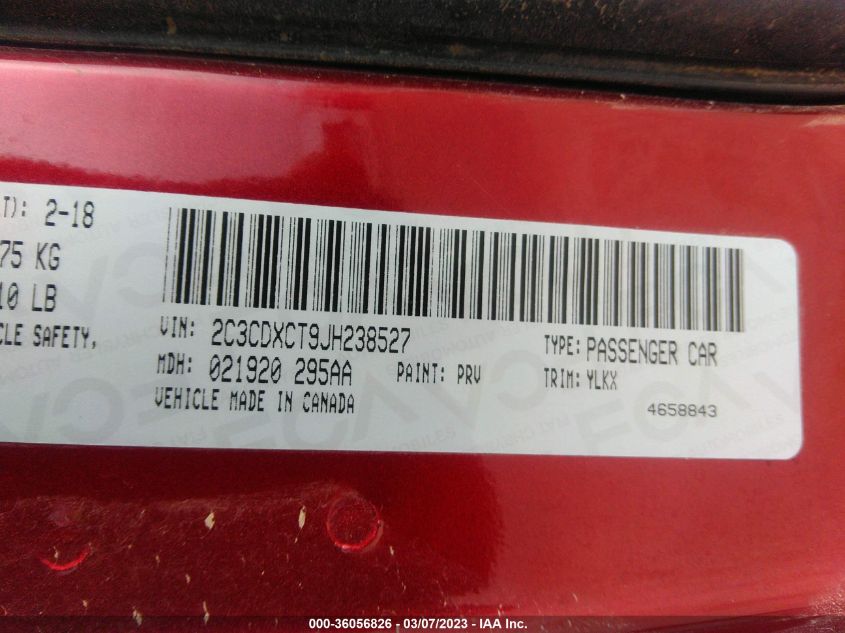 T): 2-18
75 KG
10 LB
CLE SAFETY,
VIN: 2C3CDXCT9JH238527
TYPE: PASSENGER CAR
MDH: 021920 295AA
PAINT: PRV
TRIM: YLKX
VEHICLE MADE IN CANADA
4658843
000-36056826 - 03/07/2023 - IAA Inc.